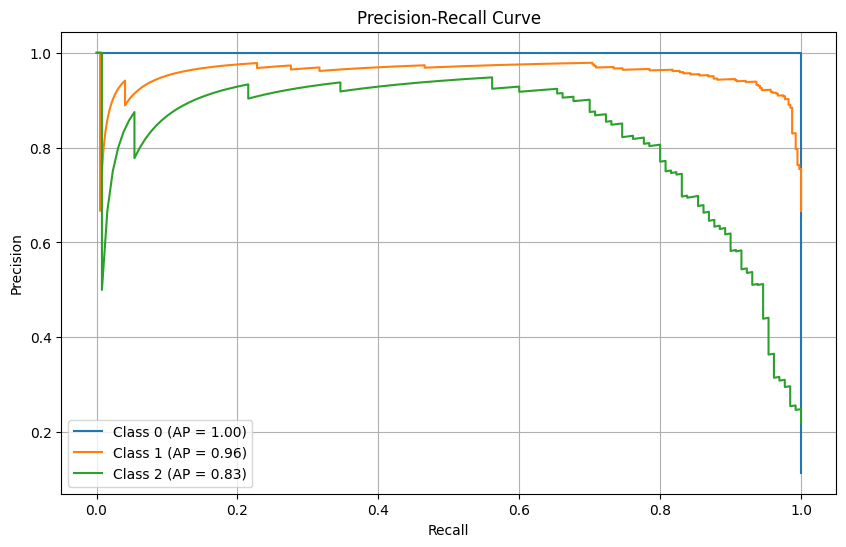 Precision-Recall Curve
Precision
1.0
0.8
0.6
0.4
0.2
Class 0 (AP = 1.00)
Class 1 (AP = 0.96)
Class 2 (AP = 0.83)
0.0 0.2 0.4 0.6 0.8 1.0
Recall